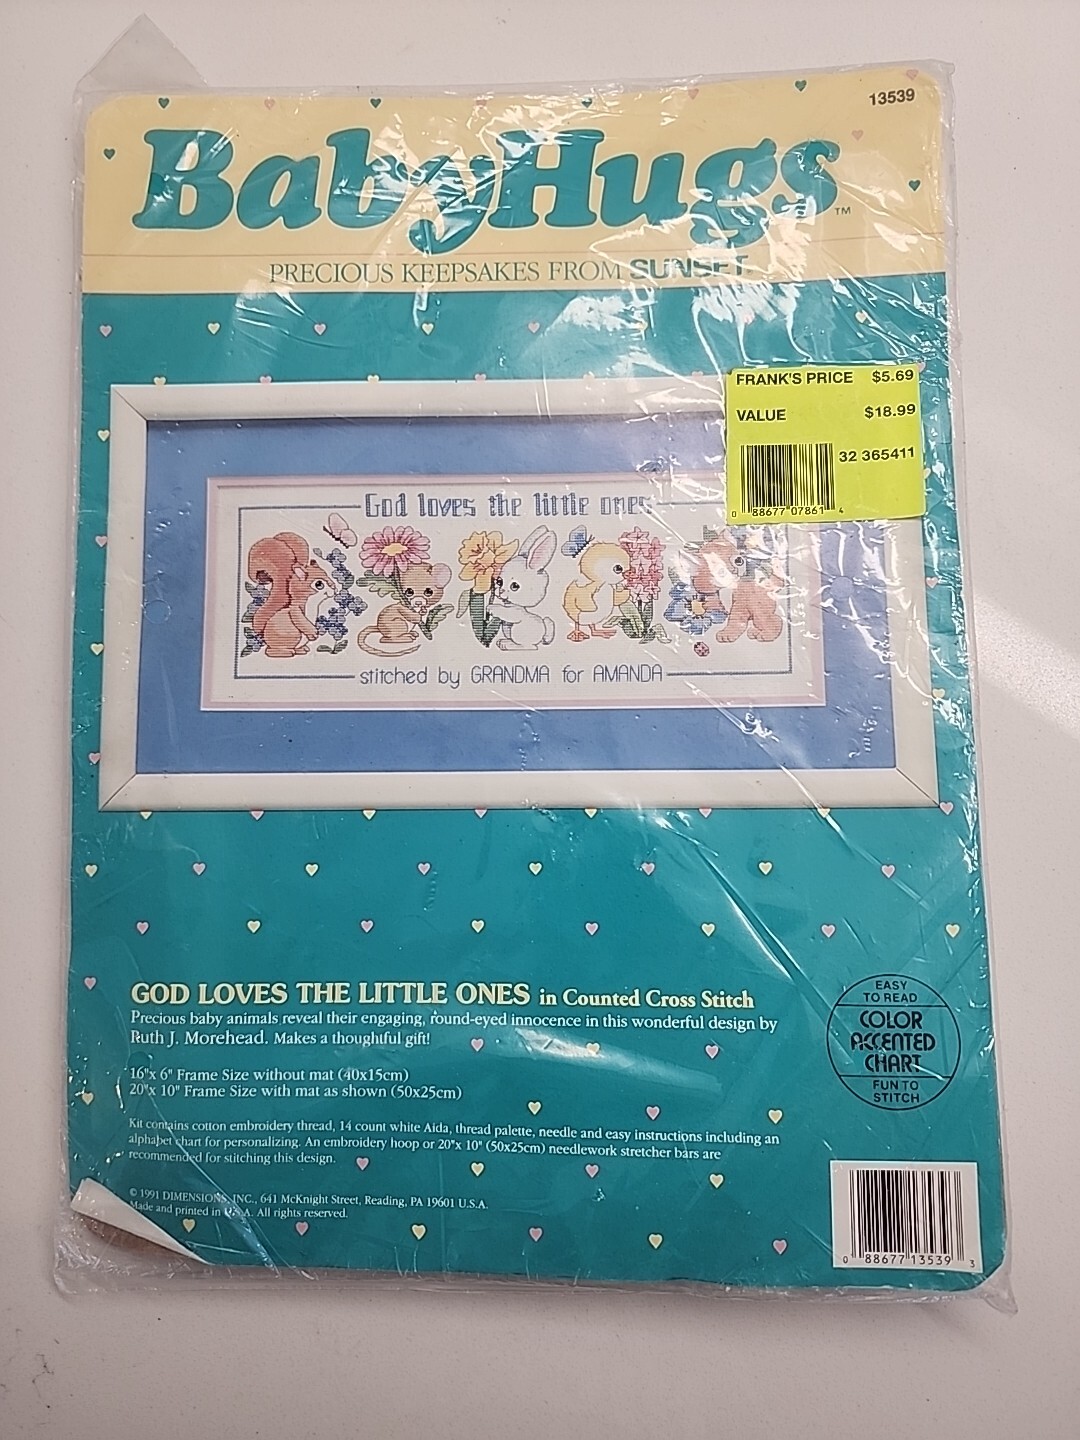 13539
BabyHugs™
PRECIOUS KEEPSAKES FROM SUNSET
FRANK'S PRICE $5.69
VALUE $18.99
32 365411
0 88677 07861 4
God loves the little ones
stitched by GRANDMA for AMANDA
GOD LOVES THE LITTLE ONES in Counted Cross Stitch
Precious baby animals reveal their engaging, round-eyed innocence in this wonderful design by
Ruth J. Morehead. Makes a thoughtful gift!
16"x 6" Frame Size without mat (40x15cm)
20"x 10" Frame Size with mat as shown (50x25cm)
Kit contains cotton embroidery thread, 14 count white Aida, thread palette, needle and easy instructions including an
alphabet chart for personalizing. An embroidery hoop or 20"x 10" (50x25cm) needlework stretcher bars are
recommended for stitching this design.
© 1991 DIMENSIONS, INC., 641 McKnight Street, Reading, PA 19601 U.S.A.
Made and printed in U.S.A. All rights reserved.
EASY
TO READ
COLOR
ACCENTED
CHART
FUN TO
STITCH
0 88677 13539 3